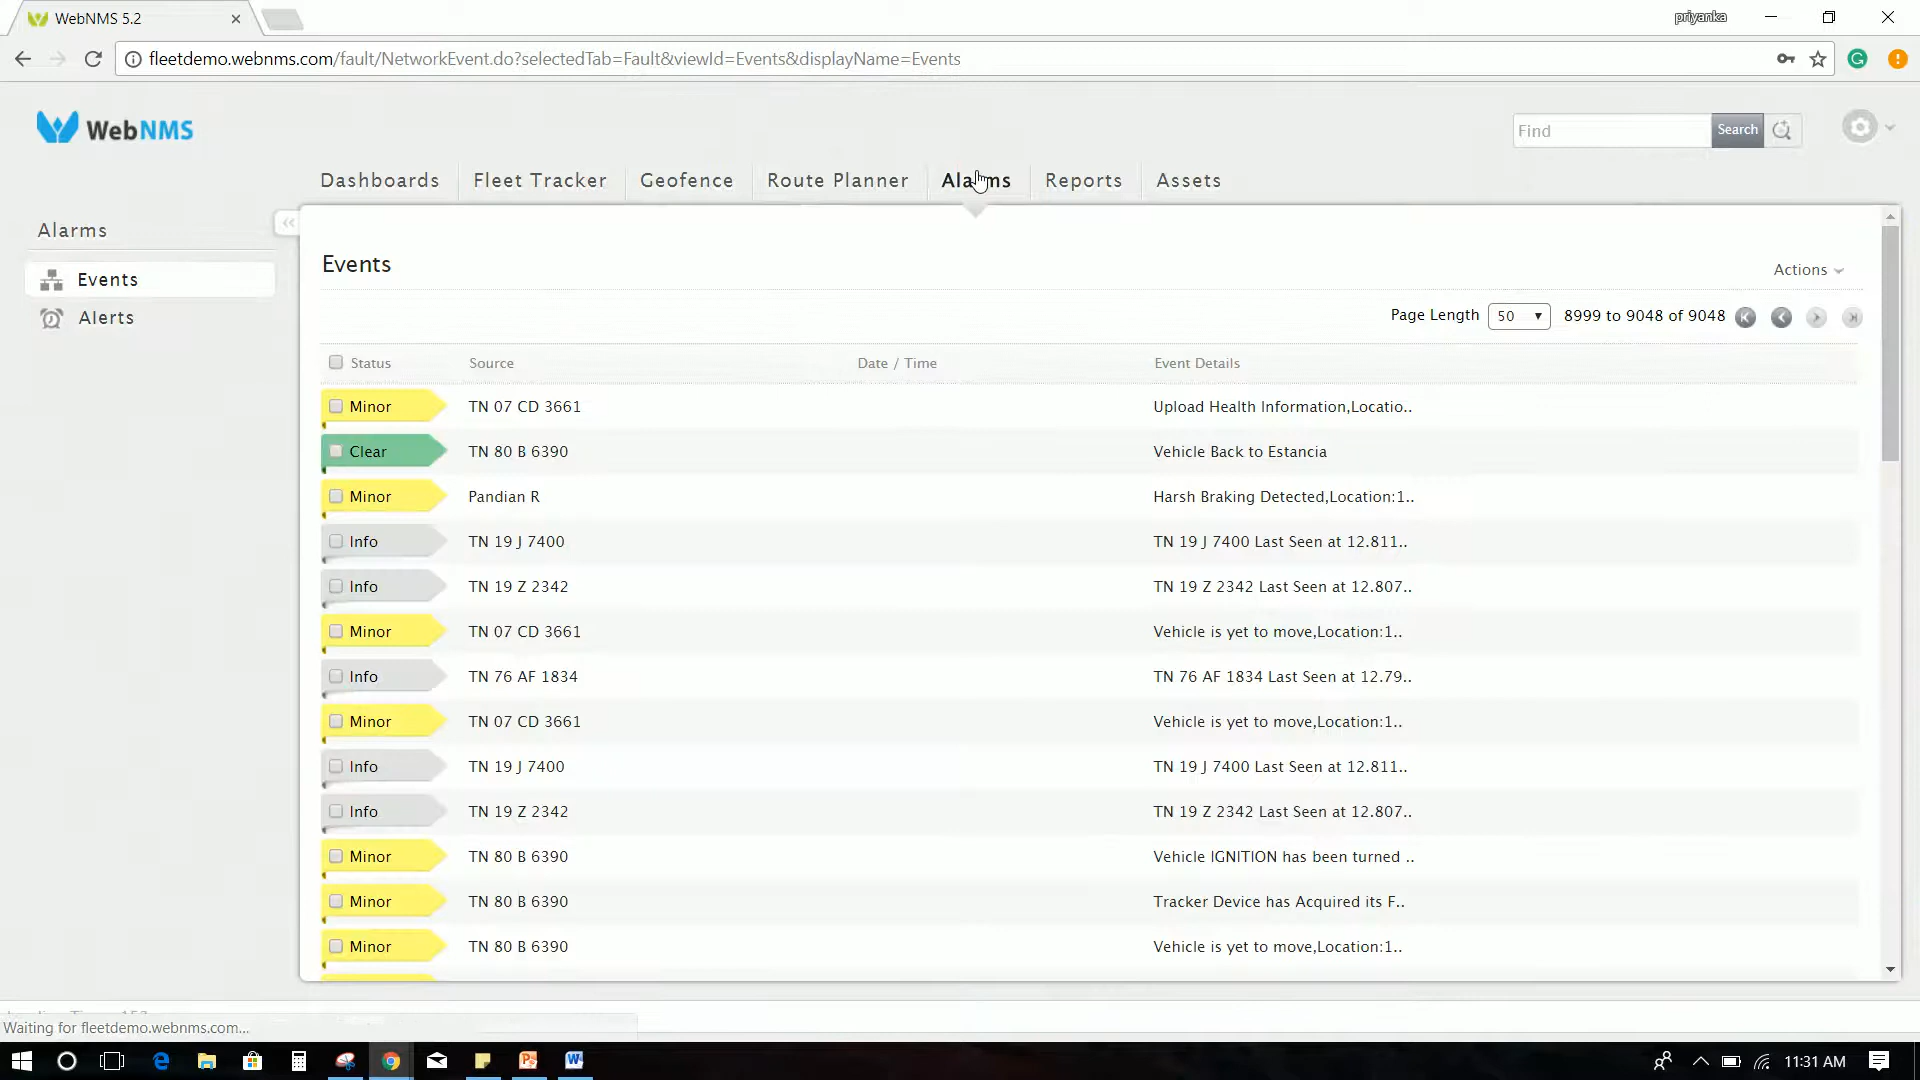 WebNMS 5.2
priyanka
fleetdemo.webnms.com/fault/NetworkEvent.do?selectedTab=Fault&viewId=Events&displayName=Events
WebNMS
Find
Search
Dashboards
Fleet Tracker
Geofence
Route Planner
Alarms
Reports
Assets
Alarms
Events
Alerts
Events
Actions
Page Length 50 8999 to 9048 of 9048
Status Source Date / Time Event Details
Minor TN 07 CD 3661 Upload Health Information,Locatio..
Clear TN 80 B 6390 Vehicle Back to Estancia
Minor Pandian R Harsh Braking Detected,Location:1..
Info TN 19 J 7400 TN 19 J 7400 Last Seen at 12.811..
Info TN 19 Z 2342 TN 19 Z 2342 Last Seen at 12.807..
Minor TN 07 CD 3661 Vehicle is yet to move,Location:1..
Info TN 76 AF 1834 TN 76 AF 1834 Last Seen at 12.79..
Minor TN 07 CD 3661 Vehicle is yet to move,Location:1..
Info TN 19 J 7400 TN 19 J 7400 Last Seen at 12.811..
Info TN 19 Z 2342 TN 19 Z 2342 Last Seen at 12.807..
Minor TN 80 B 6390 Vehicle IGNITION has been turned ..
Minor TN 80 B 6390 Tracker Device has Acquired its F..
Minor TN 80 B 6390 Vehicle is yet to move,Location:1..
Waiting for fleetdemo.webnms.com...
11:31 AM